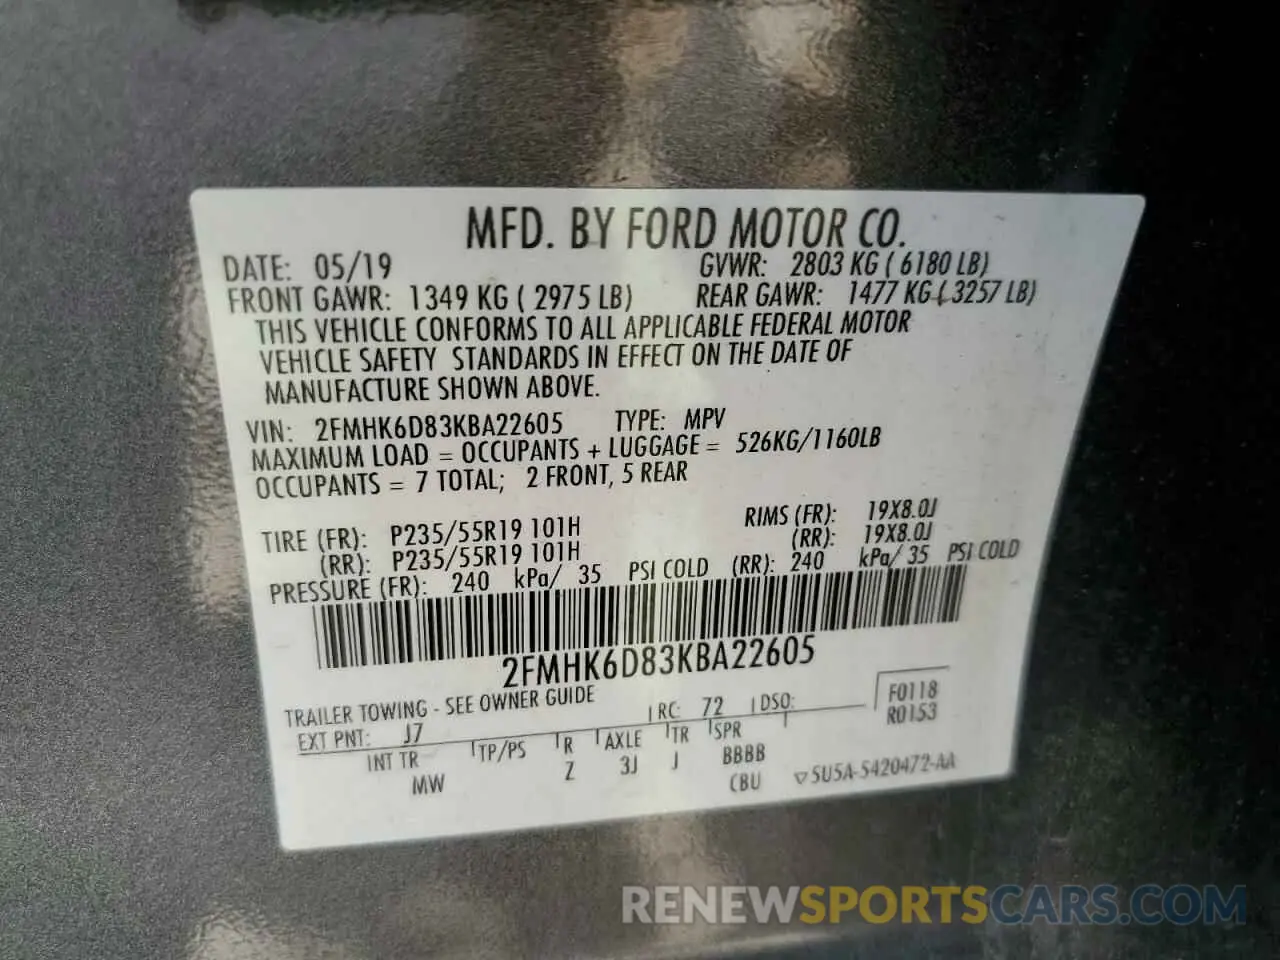 MFD. BY FORD MOTOR CO.
DATE: 05/19 GVWR: 2803 KG ( 6180 LB)
FRONT GAWR: 1349 KG ( 2975 LB) REAR GAWR: 1477 KG ( 3257 LB)
THIS VEHICLE CONFORMS TO ALL APPLICABLE FEDERAL MOTOR
VEHICLE SAFETY STANDARDS IN EFFECT ON THE DATE OF
MANUFACTURE SHOWN ABOVE.
VIN: 2FMHK6D83KBA22605 TYPE: MPV
MAXIMUM LOAD = OCCUPANTS + LUGGAGE = 526KG/1160LB
OCCUPANTS = 7 TOTAL; 2 FRONT, 5 REAR
TIRE (FR): P235/55R19 101H RIMS (FR): 19X8.0J
(RR): P235/55R19 101H (RR): 19X8.0J
PRESSURE (FR): 240 kPa/ 35 PSI COLD (RR): 240 kPa/ 35 PSI COLD
2FMHK6D83KBA22605
TRAILER TOWING - SEE OWNER GUIDE
EXT PNT: J7 RC: 72 DSO: F0118
R0153
INT TR TP/PS R AXLE TR SPR
MW Z 3J J BBBB
CBU ▽5U5A-5420472-AA
RENEWSPORTSCARS.COM